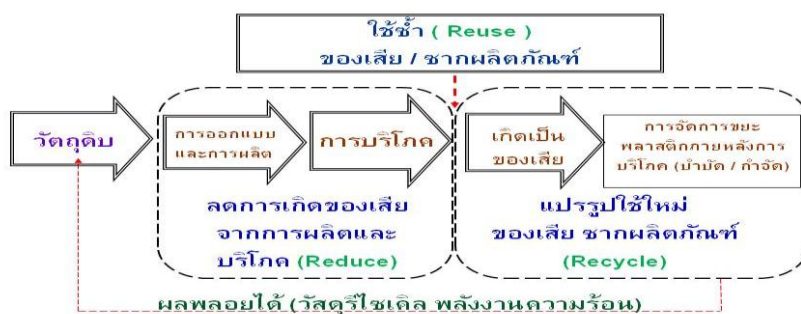 ใช้ซ้ำ ( Reuse )
ของเสีย / ซากผลิตภัณฑ์
วัตถุดิบ
การออกแบบ
และการผลิต
การบริโภค
เกิดเป็น
ของเสีย
การจัดการขยะ
พลาสติกภายหลังการ
บริโภค (บำบัด / กำจัด)
ลดการเกิดของเสีย
จากการผลิตและ
บริโภค (Reduce)
แปรรูปใช้ใหม่
ของเสีย ซากผลิตภัณฑ์
(Recycle)
ผลพลอยได้ (วัสดุรีไซเคิล พลังงานความร้อน)